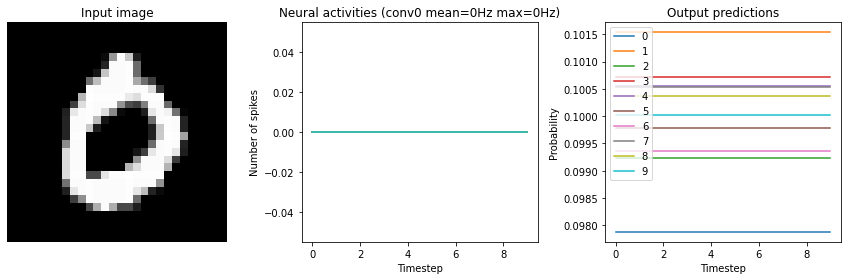 Input image
Neural activities (conv0 mean=0Hz max=0Hz)
Number of spikes
0.04
0.02
0.00
−0.02
−0.04
0 2 4 6 8
Timestep
Output predictions
Probability
0.1015
0.1010
0.1005
0.1000
0.0995
0.0990
0.0985
0.0980
0
1
2
3
4
5
6
7
8
9
0 2 4 6 8
Timestep